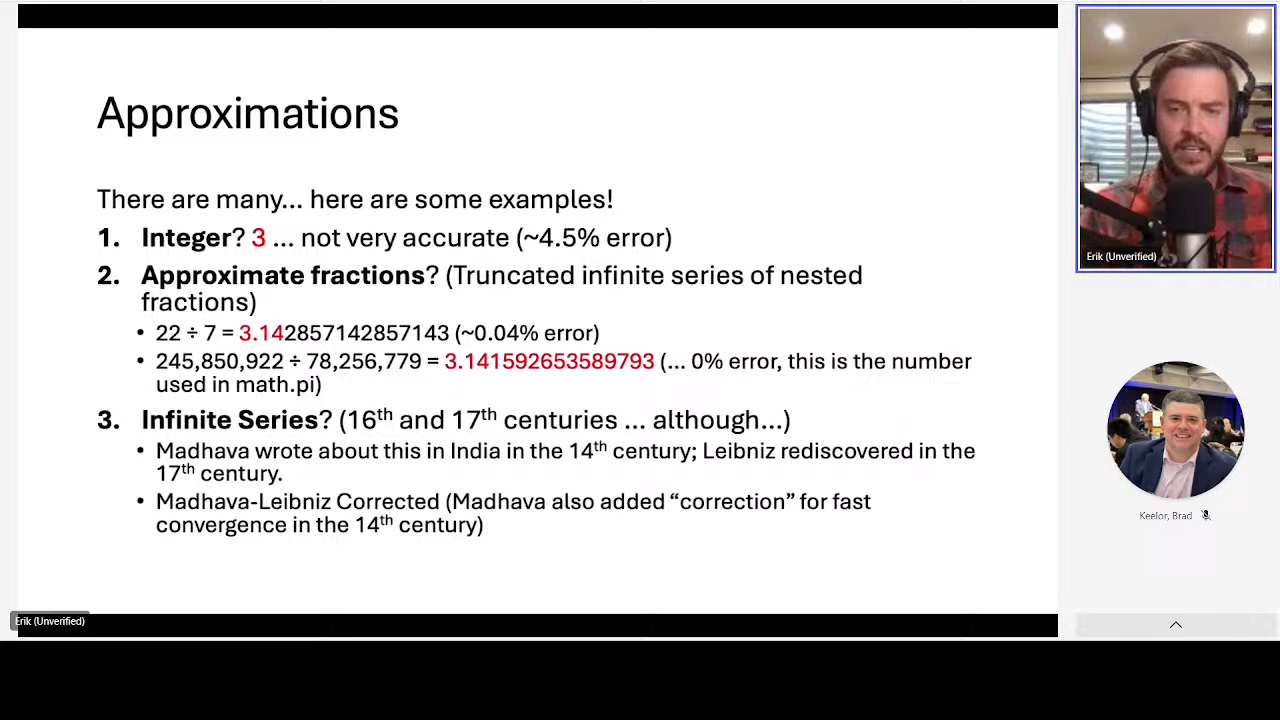 Approximations
There are many... here are some examples!
1. Integer? 3 ... not very accurate (~4.5% error)
2. Approximate fractions? (Truncated infinite series of nested
fractions)
• 22 ÷ 7 = 3.142857142857143 (~0.04% error)
• 245,850,922 ÷ 78,256,779 = 3.141592653589793 (... 0% error, this is the number
used in math.pi)
3. Infinite Series? (16th and 17th centuries ... although...)
• Madhava wrote about this in India in the 14th century; Leibniz rediscovered in the
17th century.
• Madhava-Leibniz Corrected (Madhava also added “correction” for fast
convergence in the 14th century)
Erik (Unverified)
Erik (Unverified)
Keelor, Brad